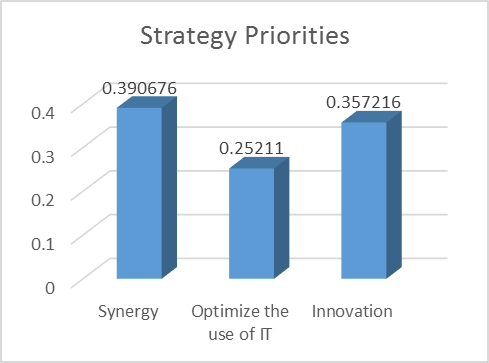 Strategy Priorities
0.390676
0.25211
0.357216
0.4
0.3
0.2
0.1
0
Synergy
Optimize the
use of IT
Innovation